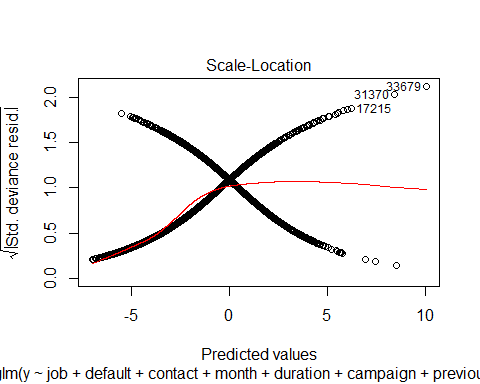 Scale-Location
√|Std. deviance resid.|
2.0
1.5
1.0
0.5
0.0
33679
31370
17215
-5 0 5 10
Predicted values
glm(y ~ job + default + contact + month + duration + campaign + previou